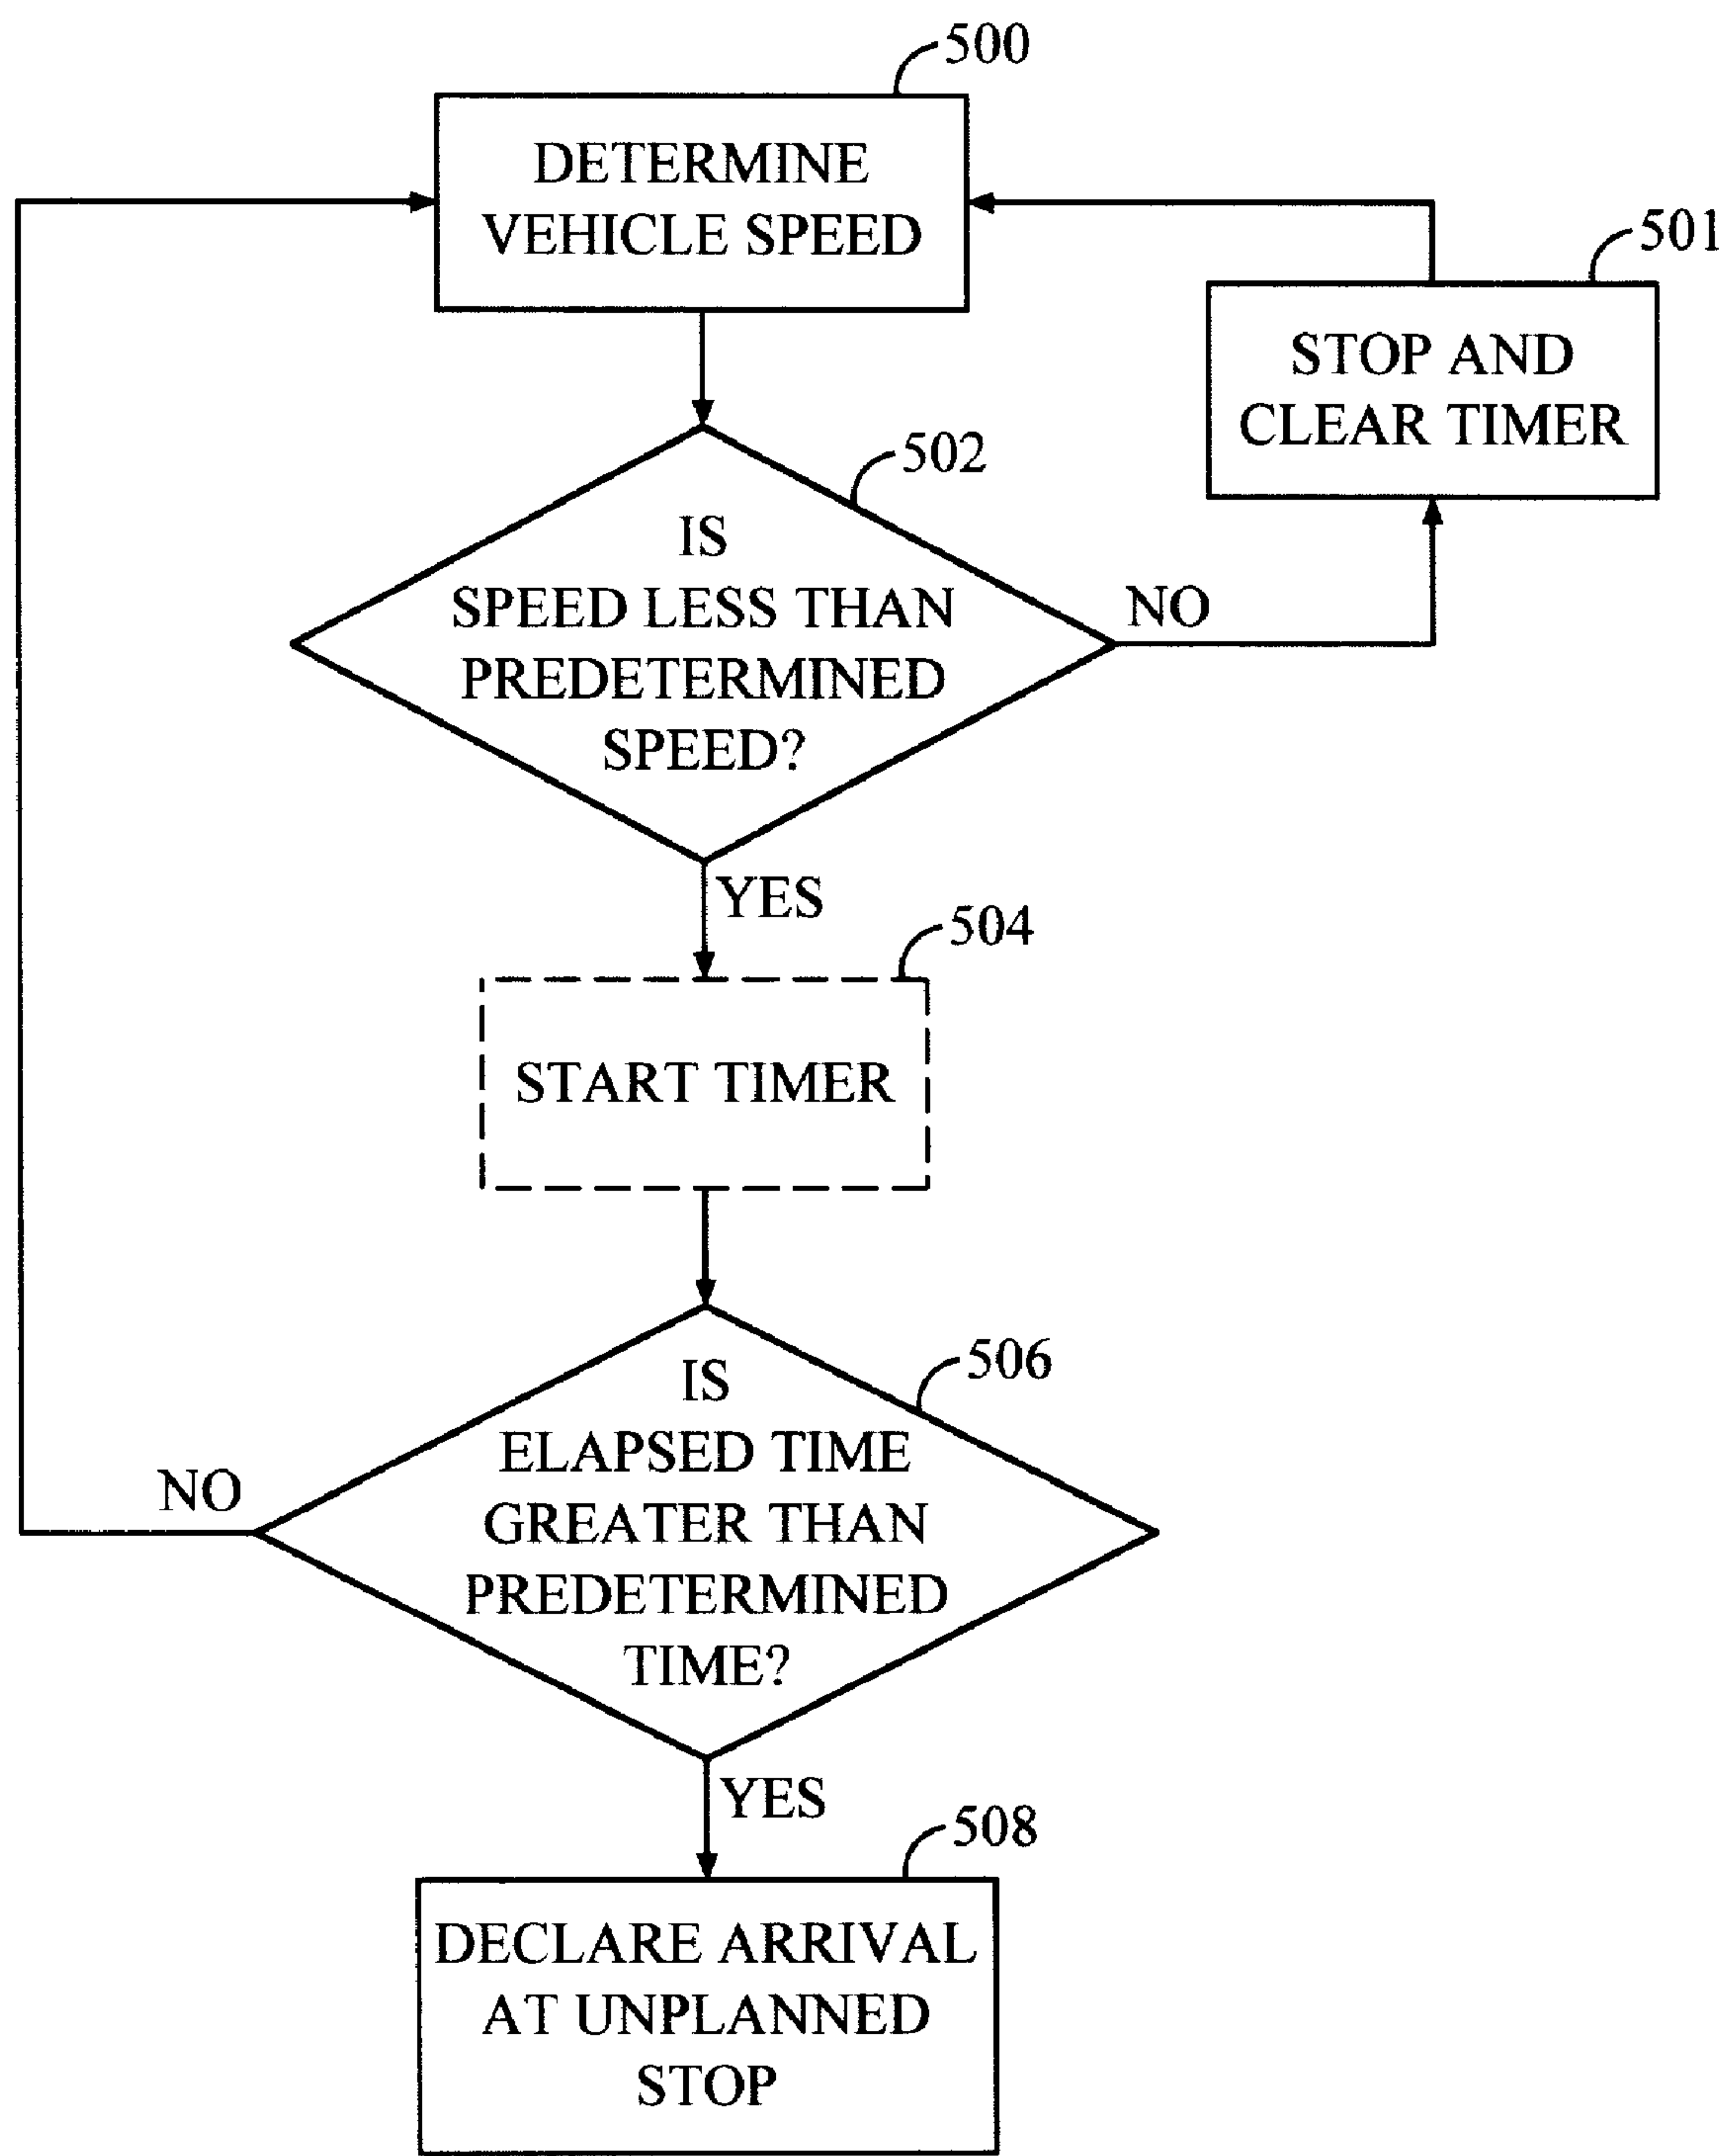 500
DETERMINE
VEHICLE SPEED
501
STOP AND
CLEAR TIMER
502
IS
SPEED LESS THAN
PREDETERMINED
SPEED?
NO
YES
504
START TIMER
506
IS
ELAPSED TIME
GREATER THAN
PREDETERMINED
TIME?
NO
YES
508
DECLARE ARRIVAL
AT UNPLANNED
STOP